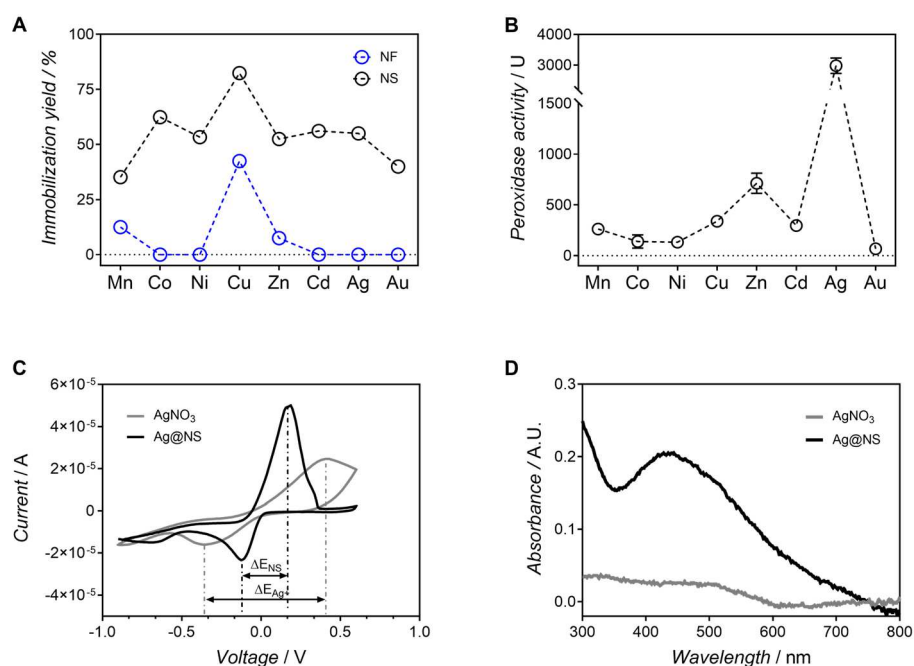 A
Immobilization yield / %
100
75
50
25
0
NF
NS
Mn Co Ni Cu Zn Cd Ag Au
B
Peroxidase activity / U
4000
3000
1500
1000
500
0
Mn Co Ni Cu Zn Cd Ag Au
C
Current / A
6×10⁻⁵
4×10⁻⁵
2×10⁻⁵
0
-2×10⁻⁵
-4×10⁻⁵
AgNO₃
Ag@NS
ΔE_NS
ΔE_Ag⁺
-1.0 -0.5 0.0 0.5 1.0
Voltage / V
D
Absorbance / A.U.
0.3
0.2
0.1
0.0
AgNO₃
Ag@NS
300 400 500 600 700 800
Wavelength / nm